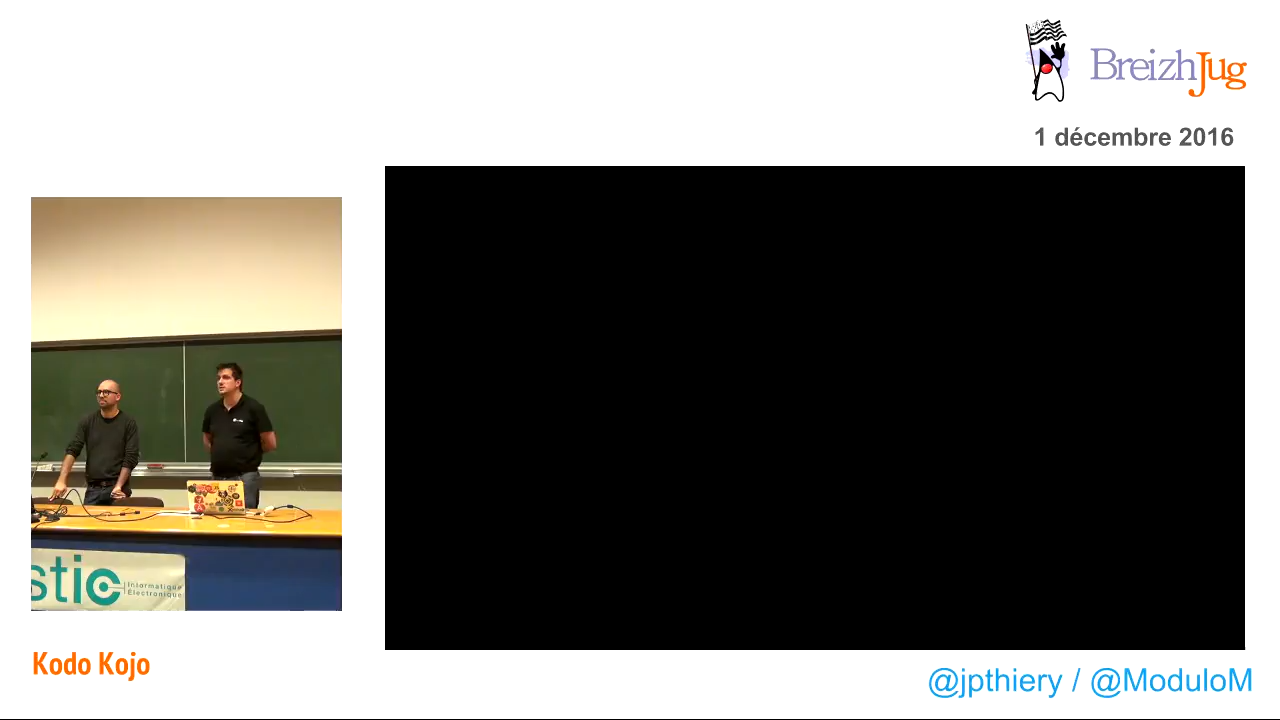 BreizhJug
1 décembre 2016
stic
Informatique
Électronique
Kodo Kojo
@jpthiery / @ModuloM